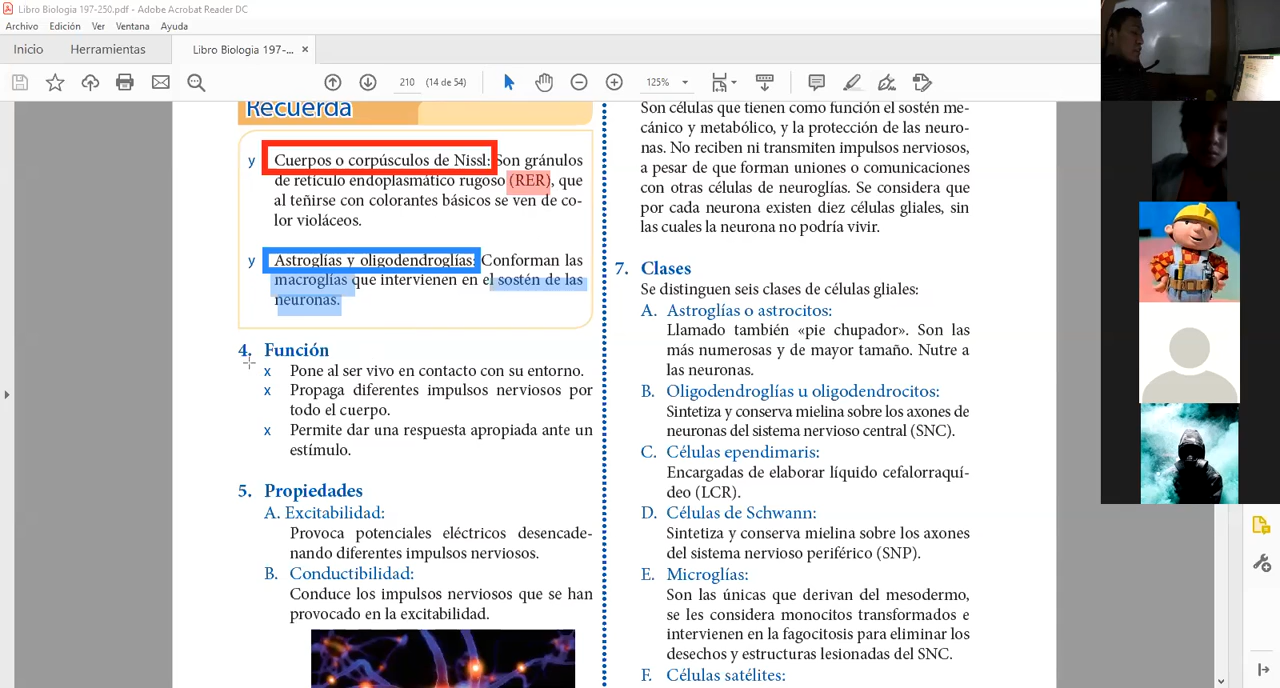 Libro Biologia 197-250.pdf - Adobe Acrobat Reader DC
Archivo Edición Ver Ventana Ayuda
Inicio Herramientas Libro Biologia 197-... ×
210 (14 de 54) 125%
Recuerda
y Cuerpos o corpúsculos de Nissl: Son gránulos
de retículo endoplasmático rugoso (RER), que
al teñirse con colorantes básicos se ven de co-
lor violáceos.
y Astroglías y oligodendroglías: Conforman las
macroglías que intervienen en el sostén de las
neuronas.
4. Función
x Pone al ser vivo en contacto con su entorno.
x Propaga diferentes impulsos nerviosos por
todo el cuerpo.
x Permite dar una respuesta apropiada ante un
estímulo.
5. Propiedades
A. Excitabilidad:
Provoca potenciales eléctricos desencade-
nando diferentes impulsos nerviosos.
B. Conductibilidad:
Conduce los impulsos nerviosos que se han
provocado en la excitabilidad.
Son células que tienen como función el sostén me-
cánico y metabólico, y la protección de las neuro-
nas. No reciben ni transmiten impulsos nerviosos,
a pesar de que forman uniones o comunicaciones
con otras células de neuroglías. Se considera que
por cada neurona existen diez células gliales, sin
las cuales la neurona no podría vivir.
7. Clases
Se distinguen seis clases de células gliales:
A. Astroglías o astrocitos:
Llamado también «pie chupador». Son las
más numerosas y de mayor tamaño. Nutre a
las neuronas.
B. Oligodendroglías u oligodendrocitos:
Sintetiza y conserva mielina sobre los axones de
neuronas del sistema nervioso central (SNC).
C. Células ependimaris:
Encargadas de elaborar líquido cefalorraquí-
deo (LCR).
D. Células de Schwann:
Sintetiza y conserva mielina sobre los axones
del sistema nervioso periférico (SNP).
E. Microglías:
Son las únicas que derivan del mesodermo,
se les considera monocitos transformados e
intervienen en la fagocitosis para eliminar los
desechos y estructuras lesionadas del SNC.
F. Células satélites: